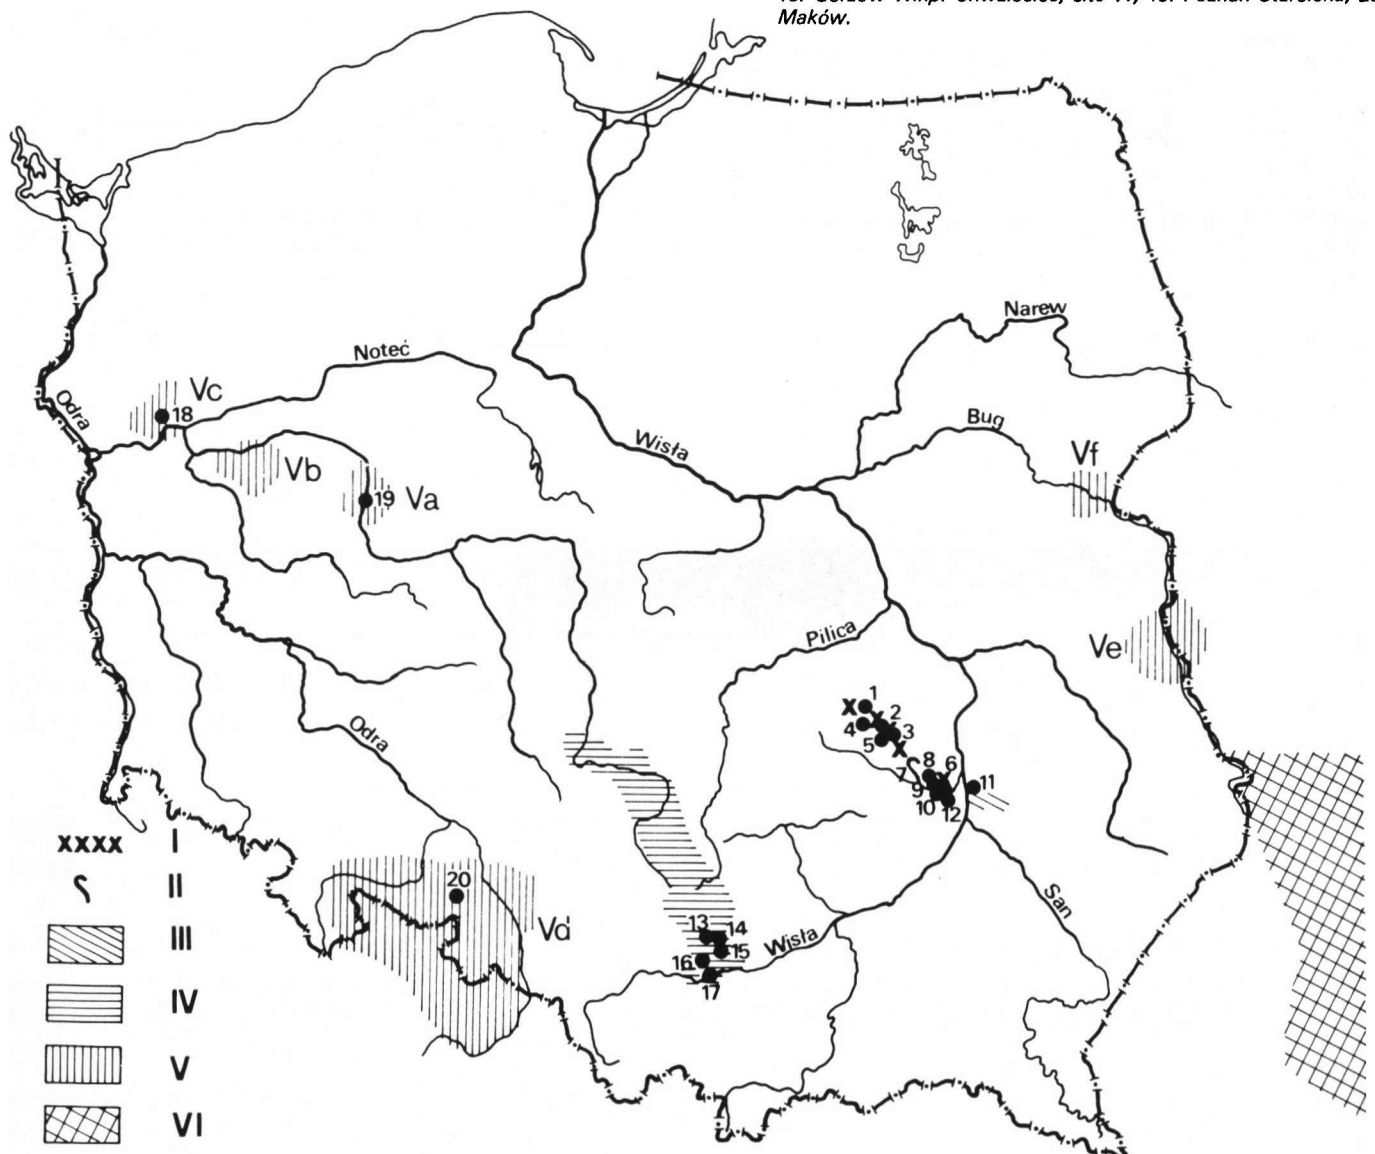 Maków.
Narew
Noteć
Vc
18
Odra
Bug
Wisła
Vf
Vb
19
Va
Pilica
Ve
1
2
4
3
5
Odra
8
6
7
11
9
10
12
xxxx
I
II
20
San
III
Vd
13
14
Wisła
15
16
17
IV
V
VI